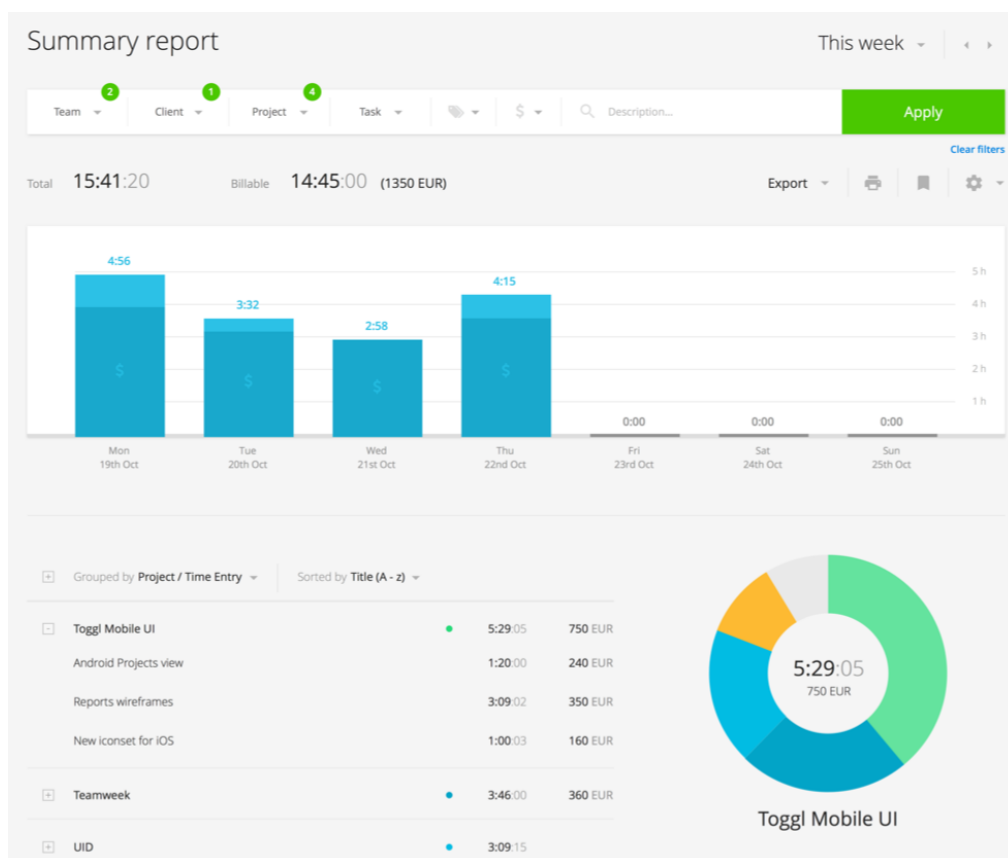 Summary report
This week
2 1 4
Team Client Project Task $ Description... Apply
Clear filters
Total 15:41:20 Billable 14:45:00 (1350 EUR) Export
4:56
3:32
2:58
4:15
0:00
0:00
0:00
5 h
4 h
3 h
2 h
1 h
$ $ $ $
Mon Tue Wed Thu Fri Sat Sun
19th Oct 20th Oct 21st Oct 22nd Oct 23rd Oct 24th Oct 25th Oct
Grouped by Project / Time Entry Sorted by Title (A - z)
Toggl Mobile UI 5:29:05 750 EUR
Android Projects view 1:20:00 240 EUR
Reports wireframes 3:09:02 350 EUR
New iconset for iOS 1:00:03 160 EUR
Teamweek 3:46:00 360 EUR
UID 3:09:15
5:29:05
750 EUR
Toggl Mobile UI